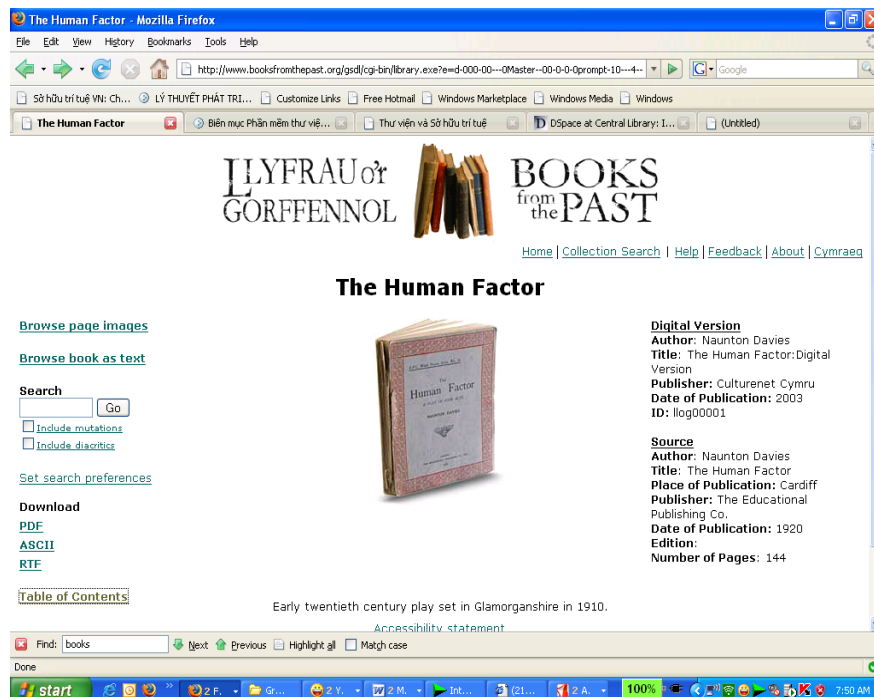 The Human Factor - Mozilla Firefox
File Edit View History Bookmarks Tools Help
http://www.booksfromthepast.org/gsdl/cgi-bin/library.exe?e=d-000-00---0Master--00-0-0-0prompt-10---4-- Google
Sở hữu trí tuệ VN: Ch... LÝ THUYẾT PHÁT TRI... Customize Links Free Hotmail Windows Marketplace Windows Media Windows
The Human Factor Biên mục Phần mềm thư việ... Thư viện và Sở hữu trí tuệ DSpace at Central Library: I... (Untitled)
LLYFRAU o'r GORFFENNOL
BOOKS from the PAST
Home | Collection Search | Help | Feedback | About | Cymraeg
The Human Factor
Browse page images
Browse book as text
Search
Go
Include mutations
Include diacritics
Set search preferences
Download
PDF
ASCII
RTF
Table of Contents
The
Human Factor
NAUNTON DAVIES
Digital Version
Author: Naunton Davies
Title: The Human Factor:Digital
Version
Publisher: Culturenet Cymru
Date of Publication: 2003
ID: llog00001
Source
Author: Naunton Davies
Title: The Human Factor
Place of Publication: Cardiff
Publisher: The Educational
Publishing Co.
Date of Publication: 1920
Edition:
Number of Pages: 144
Early twentieth century play set in Glamorganshire in 1910.
Accessibility statement
Find: books Next Previous Highlight all Match case
Done
start 2 F. Gr... 2 Y. 2 M. Int... (21... 2 A. 100% 7:50 AM